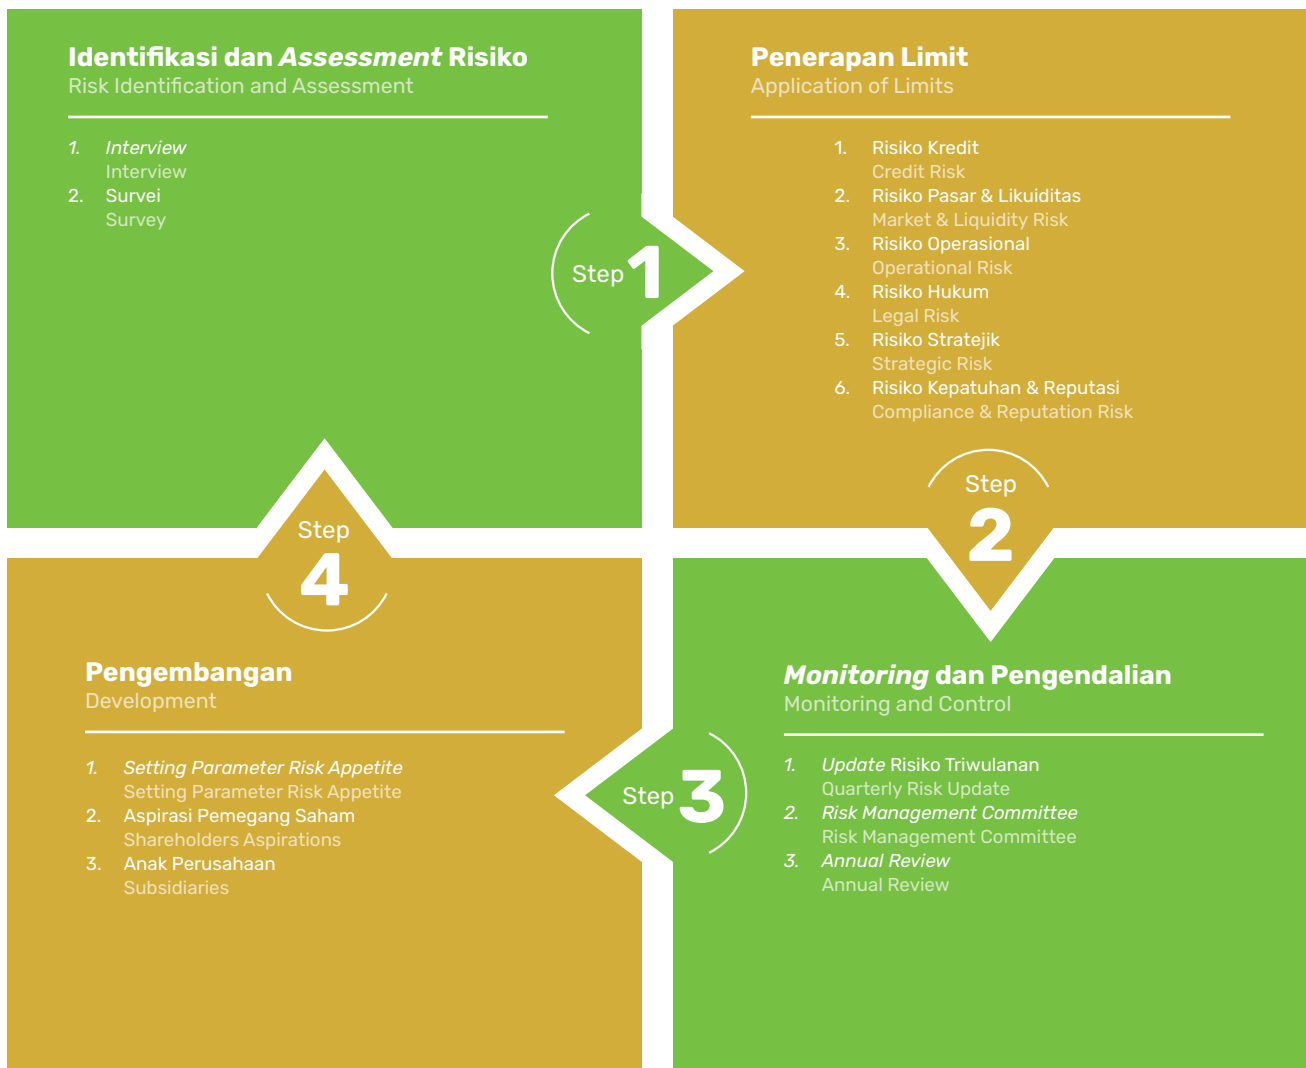 Identifikasi dan Assessment Risiko
Risk Identification and Assessment
1. Interview
Interview
2. Survei
Survey
Step 1
Penerapan Limit
Application of Limits
1. Risiko Kredit
Credit Risk
2. Risiko Pasar & Likuiditas
Market & Liquidity Risk
3. Risiko Operasional
Operational Risk
4. Risiko Hukum
Legal Risk
5. Risiko Stratejik
Strategic Risk
6. Risiko Kepatuhan & Reputasi
Compliance & Reputation Risk
Step
2
Monitoring dan Pengendalian
Monitoring and Control
1. Update Risiko Triwulanan
Quarterly Risk Update
2. Risk Management Committee
Risk Management Committee
3. Annual Review
Annual Review
Step 3
Pengembangan
Development
1. Setting Parameter Risk Appetite
Setting Parameter Risk Appetite
2. Aspirasi Pemegang Saham
Shareholders Aspirations
3. Anak Perusahaan
Subsidiaries
Step
4